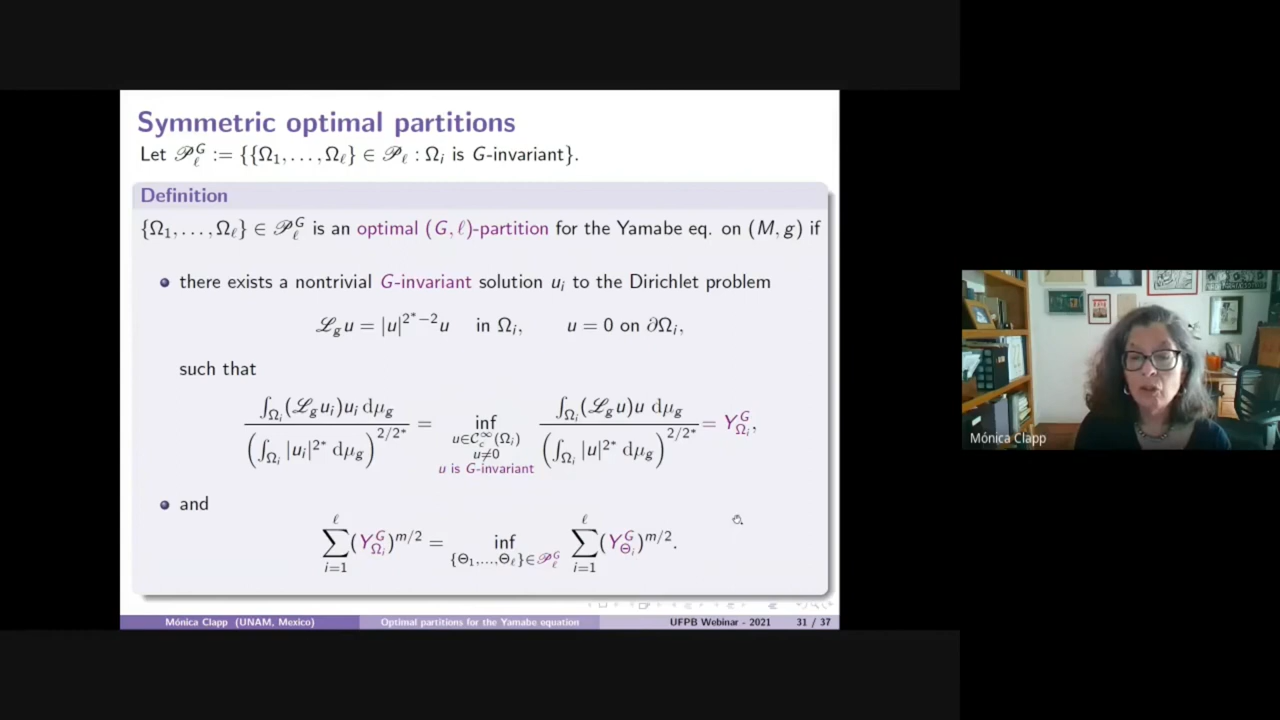 Symmetric optimal partitions
Let 𝒫_ℓ^G := {{Ω₁, . . . , Ω_ℓ} ∈ 𝒫_ℓ : Ω_i is G-invariant}.
Definition
{Ω₁, . . . , Ω_ℓ} ∈ 𝒫_ℓ^G is an optimal (G, ℓ)-partition for the Yamabe eq. on (M, g) if
there exists a nontrivial G-invariant solution u_i to the Dirichlet problem
ℒ_g u = |u|^{2*−2}u in Ω_i, u = 0 on ∂Ω_i,
such that
∫_{Ω_i}(ℒ_g u_i)u_i dμ_g / (∫_{Ω_i} |u_i|^{2*} dμ_g)^{2/2*} = inf_{u∈𝒞_c^∞(Ω_i), u≠0, u is G-invariant} ∫_{Ω_i}(ℒ_g u)u dμ_g / (∫_{Ω_i} |u|^{2*} dμ_g)^{2/2*} = Y_{Ω_i}^G,
and
∑_{i=1}^{ℓ} (Y_{Ω_i}^G)^{m/2} = inf_{{Θ₁,...,Θ_ℓ}∈𝒫_ℓ^G} ∑_{i=1}^{ℓ} (Y_{Θ_i}^G)^{m/2}.
Mónica Clapp (UNAM, Mexico) Optimal partitions for the Yamabe equation UFPB Webinar - 2021 31 / 37
Mónica Clapp